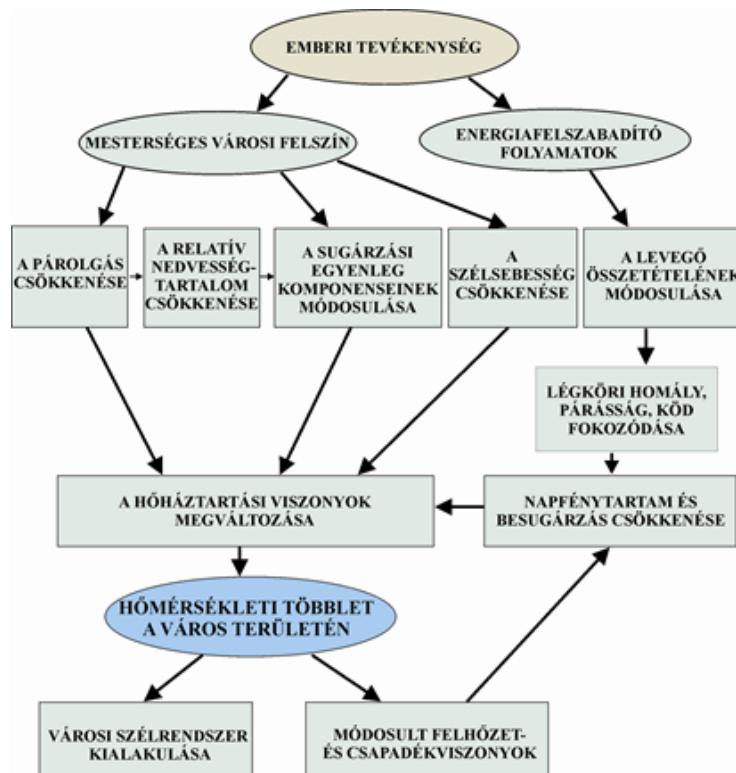 EMBERI TEVÉKENYSÉG
MESTERSÉGES VÁROSI FELSZÍN
ENERGIAFELSZABADÍTÓ
FOLYAMATOK
A PÁROLGÁS
CSÖKKENÉSE
A RELATÍV
NEDVESSÉG-
TARTALOM
CSÖKKENÉSE
A SUGÁRZÁSI
EGYENLEG
KOMPONENSEINEK
MÓDOSULÁSA
A
SZÉLSEBESSÉG
CSÖKKENÉSE
A LEVEGŐ
ÖSSZETÉTELÉNEK
MÓDOSULÁSA
LÉGKÖRI HOMÁLY,
PÁRÁSSÁG, KÖD
FOKOZÓDÁSA
A HŐHÁZTARTÁSI VISZONYOK
MEGVÁLTOZÁSA
NAPFÉNYTARTAM ÉS
BESUGÁRZÁS CSÖKKENÉSE
HŐMÉRSÉKLETI TÖBBLET
A VÁROS TERÜLETÉN
VÁROSI SZÉLRENDSZER
KIALAKULÁSA
MÓDOSULT FELHŐZET-
ÉS CSAPADÉKVISZONYOK